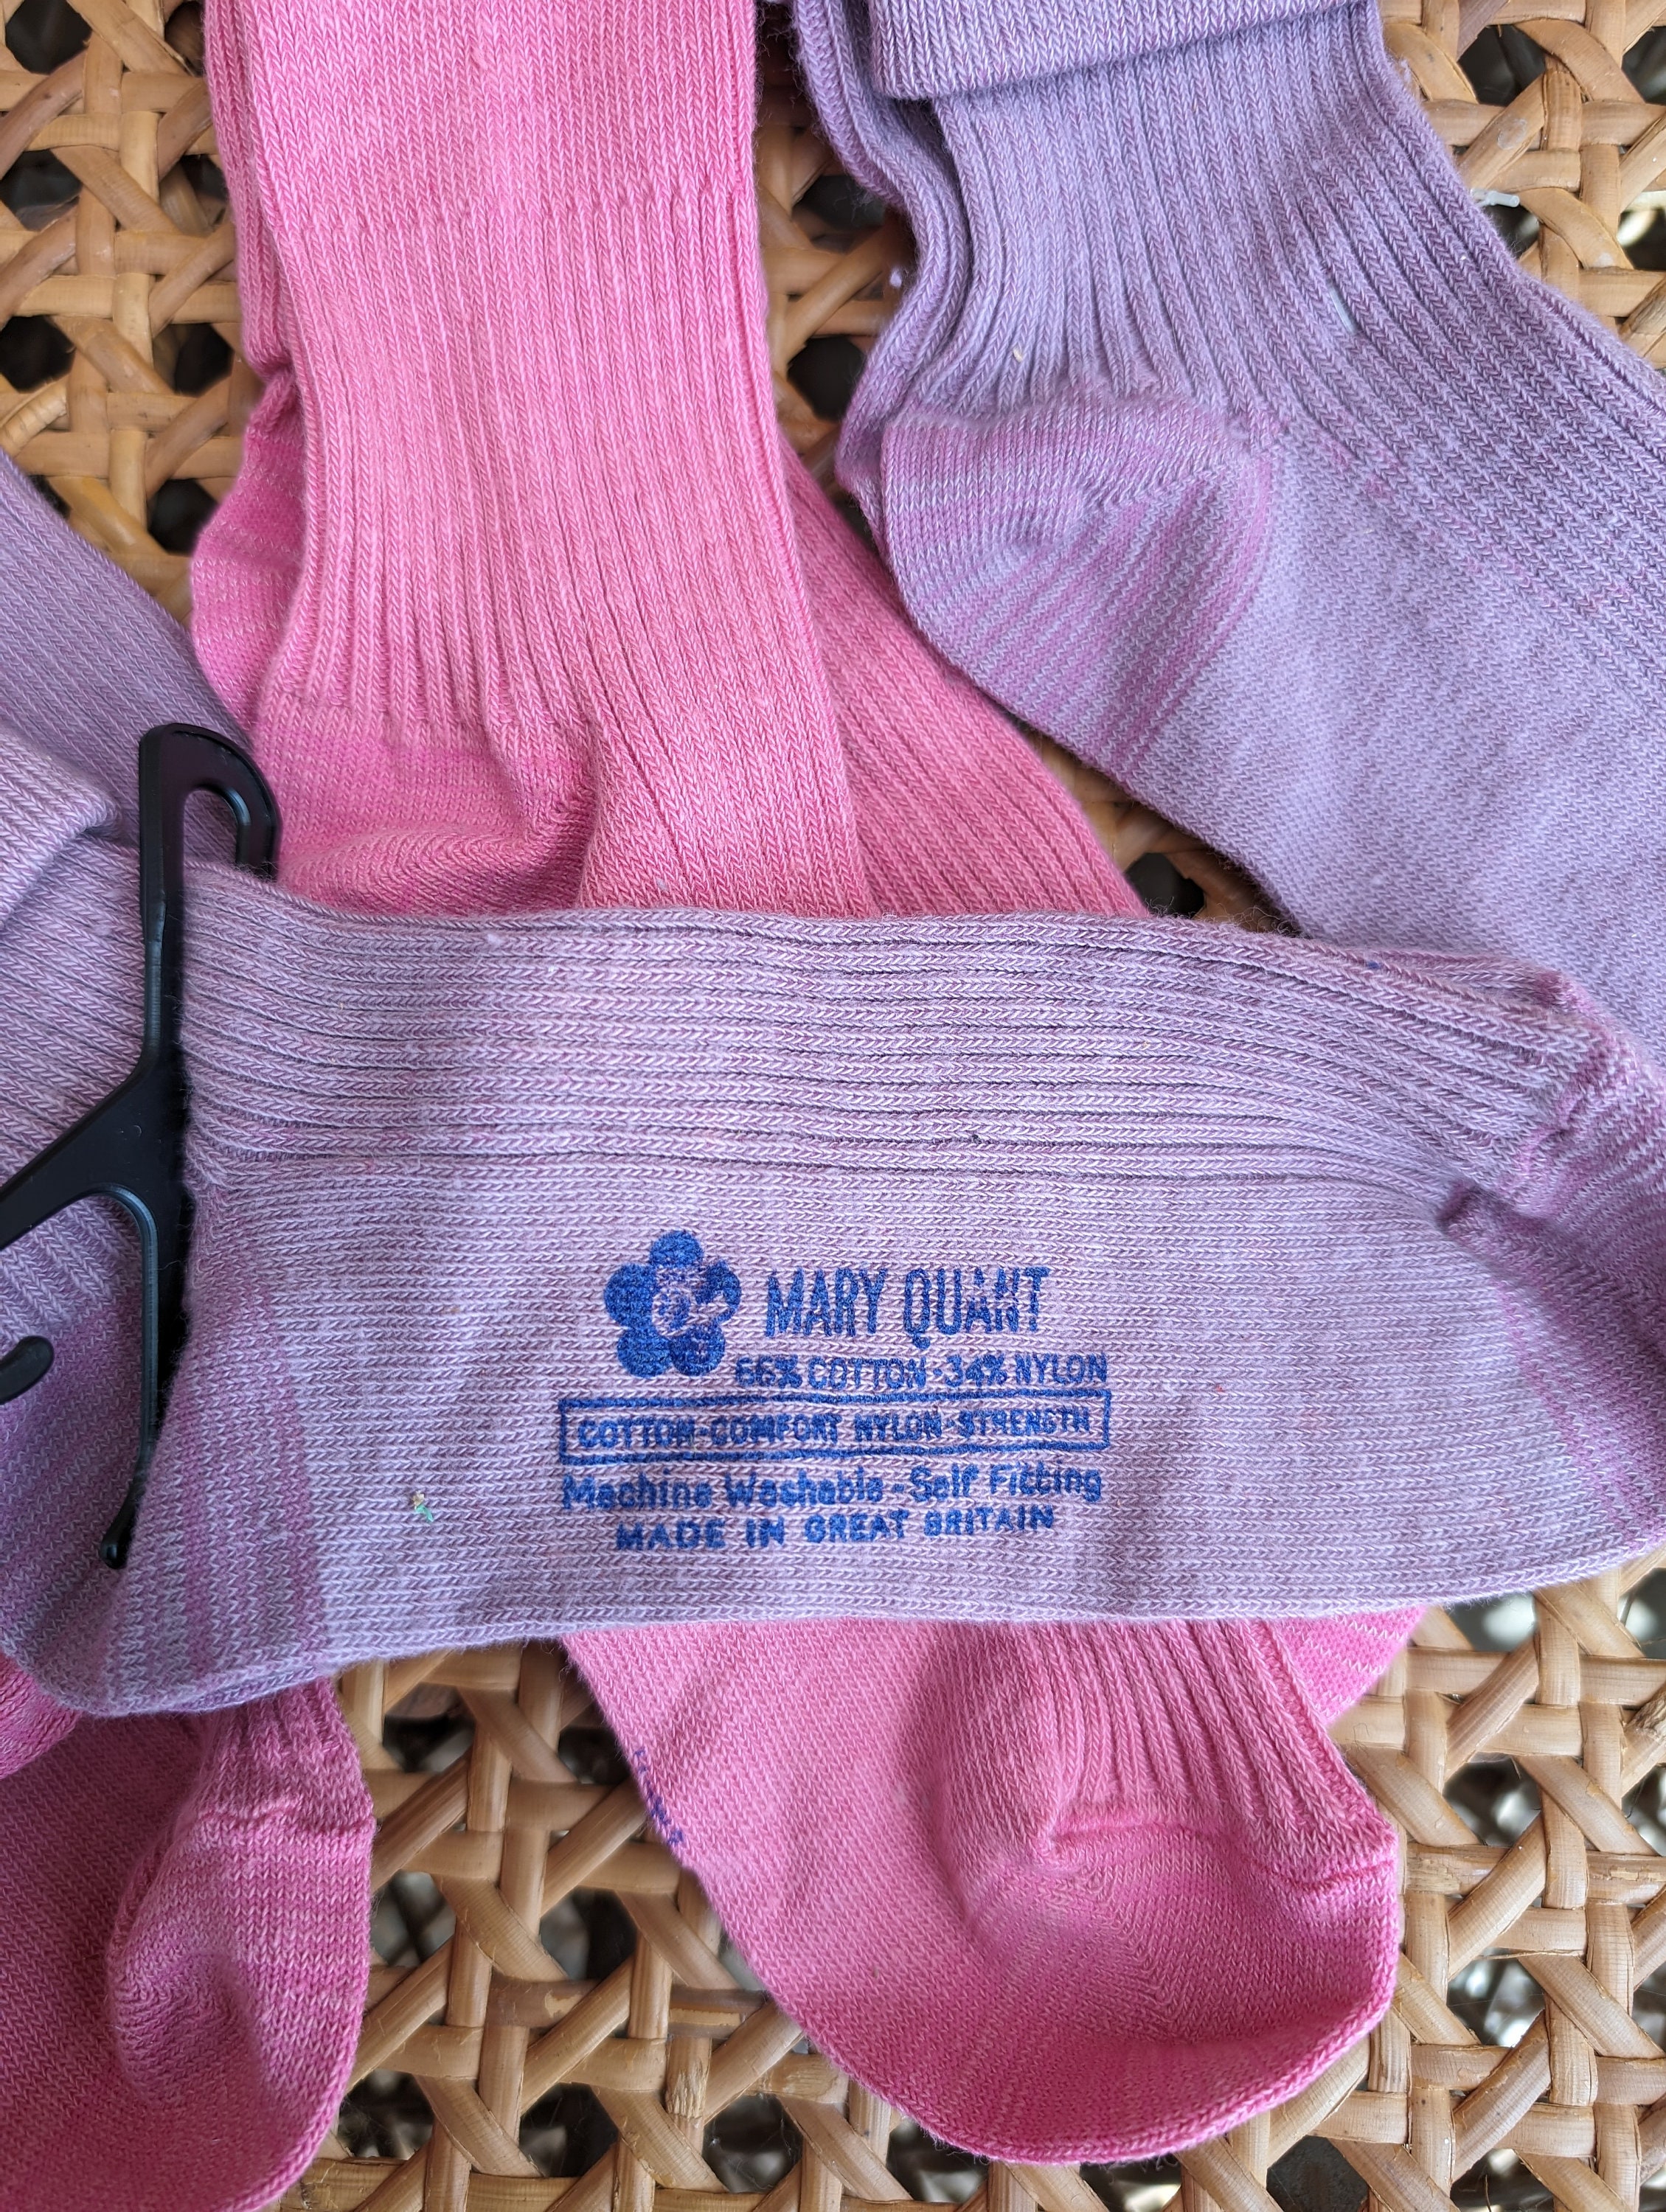 MARY QUANT
66% COTTON · 34% NYLON
COTTON-COMFORT NYLON-STRENGTH
Machine Washable - Self Fitting
MADE IN GREAT BRITAIN